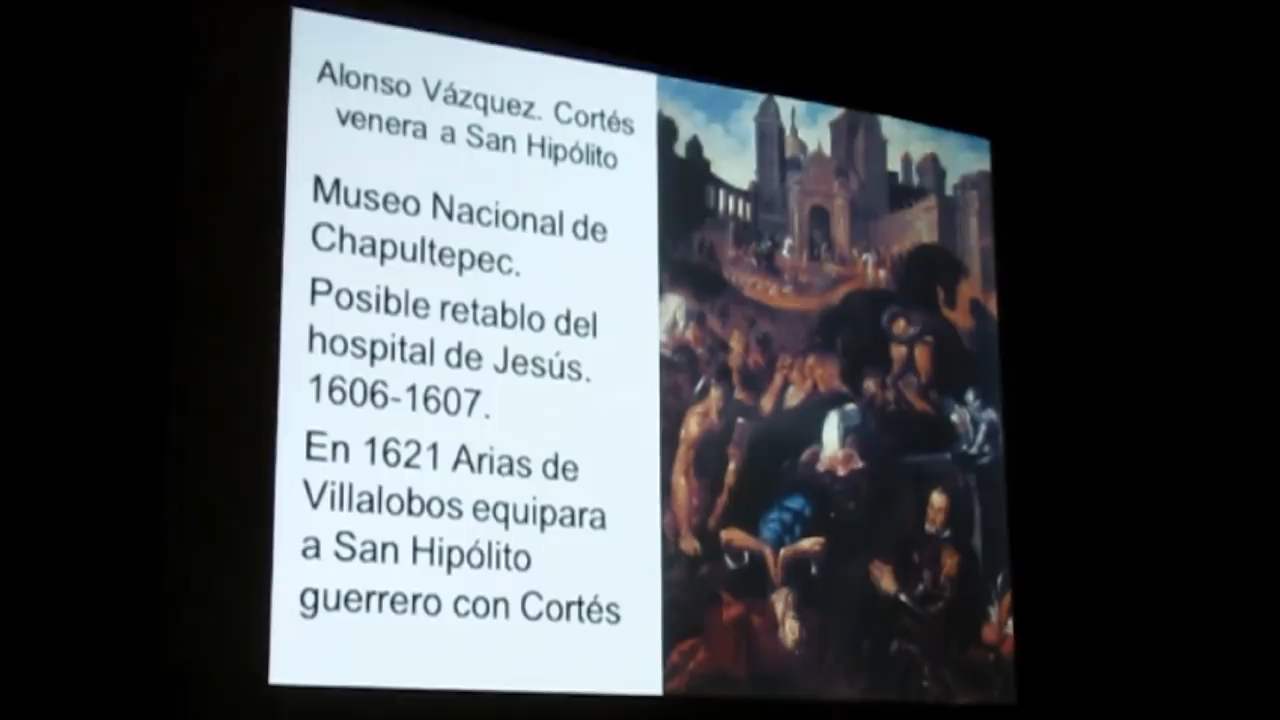 Alonso Vázquez. Cortés
venera a San Hipólito
Museo Nacional de
Chapultepec.
Posible retablo del
hospital de Jesús.
1606-1607.
En 1621 Arias de
Villalobos equipara
a San Hipólito
guerrero con Cortés